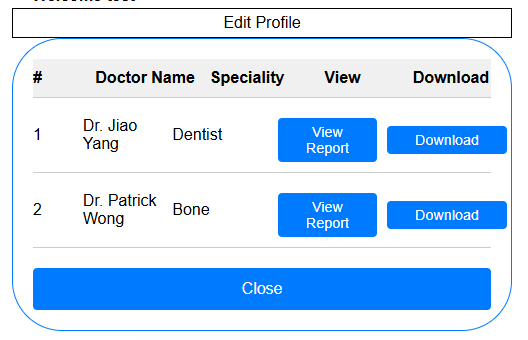 Edit Profile
# Doctor Name Speciality View Download
1 Dr. Jiao Yang Dentist View Report Download
2 Dr. Patrick Wong Bone View Report Download
Close